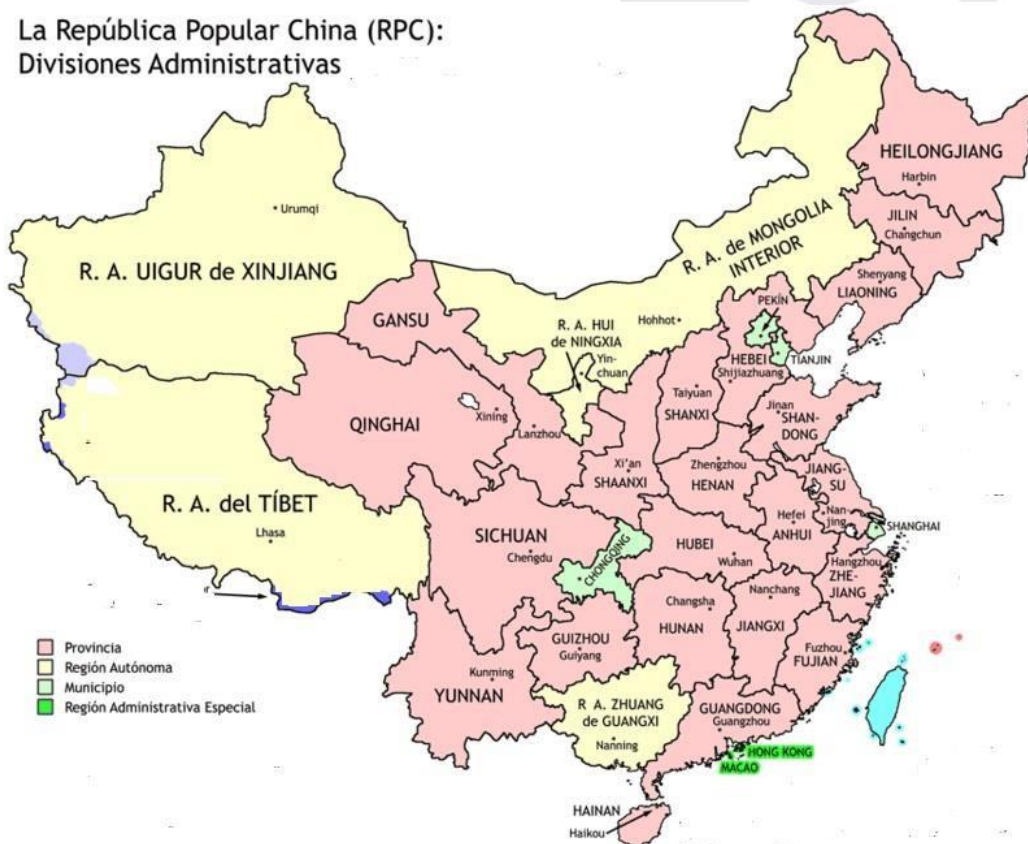 La República Popular China (RPC):
Divisiones Administrativas
HEILONGJIANG
Harbin
JILIN
Changchun
Urumqi
R. A. UIGUR de XINJIANG
R. A. de MONGOLIA
INTERIOR
Shenyang
LIAONING
GANSU
R. A. HUI
de NINGXIA
Yin-
chuan
Hohhot
PEKÍN
TIANJIN
HEBEI
Shijiazhuang
Taiyuan
SHANXI
Jinan
SHAN-
DONG
QINGHAI
Xining
Lanzhou
Xi'an
SHAANXI
Zhengzhou
HENAN
JIANG-
SU
Nan-
jing
Hefei
ANHUI
SHANGHAI
R. A. del TÍBET
Lhasa
SICHUAN
Chengdu
CHONGQING
HUBEI
Wuhan
Hangzhou
ZHE-
JIANG
Changsha
HUNAN
Nanchang
JIANGXI
GUIZHOU
Guiyang
Fuzhou
FUJIAN
Kunming
YUNNAN
R A. ZHUANG
de GUANGXI
Nanning
GUANGDONG
Guangzhou
HONG KONG
MACAO
HAINAN
Haikou
Provincia
Región Autónoma
Municipio
Región Administrativa Especial